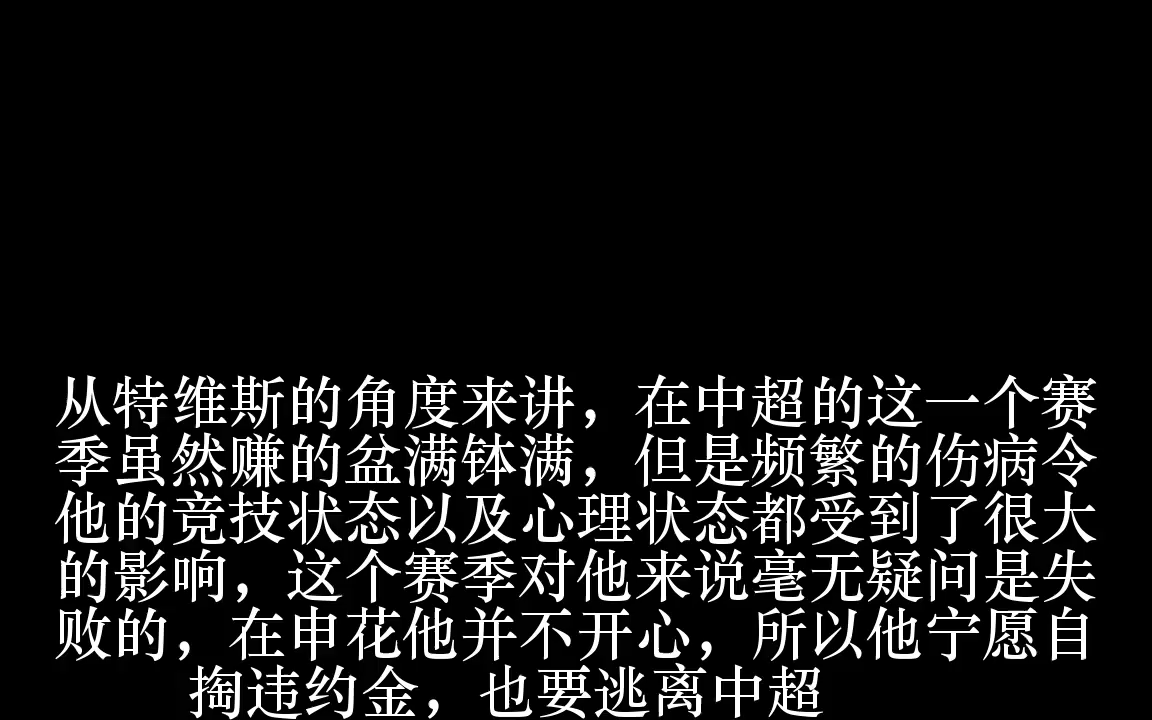 从特维斯的角度来讲，在中超的这一个赛
季虽然赚的盆满钵满，但是频繁的伤病令
他的竞技状态以及心理状态都受到了很大
的影响，这个赛季对他来说毫无疑问是失
败的，在申花他并不开心，所以他宁愿自
掏违约金，也要逃离中超